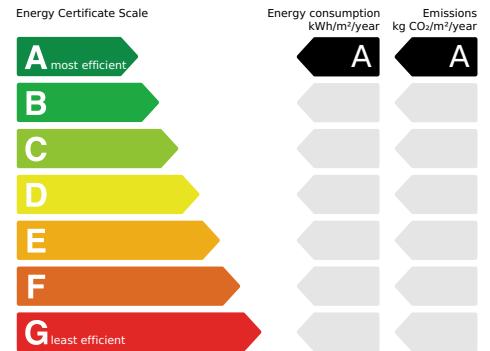 Energy Certificate Scale
Energy consumption
kWh/m²/year
Emissions
kg CO₂/m²/year
A most efficient
A
A
B
C
D
E
F
G least efficient